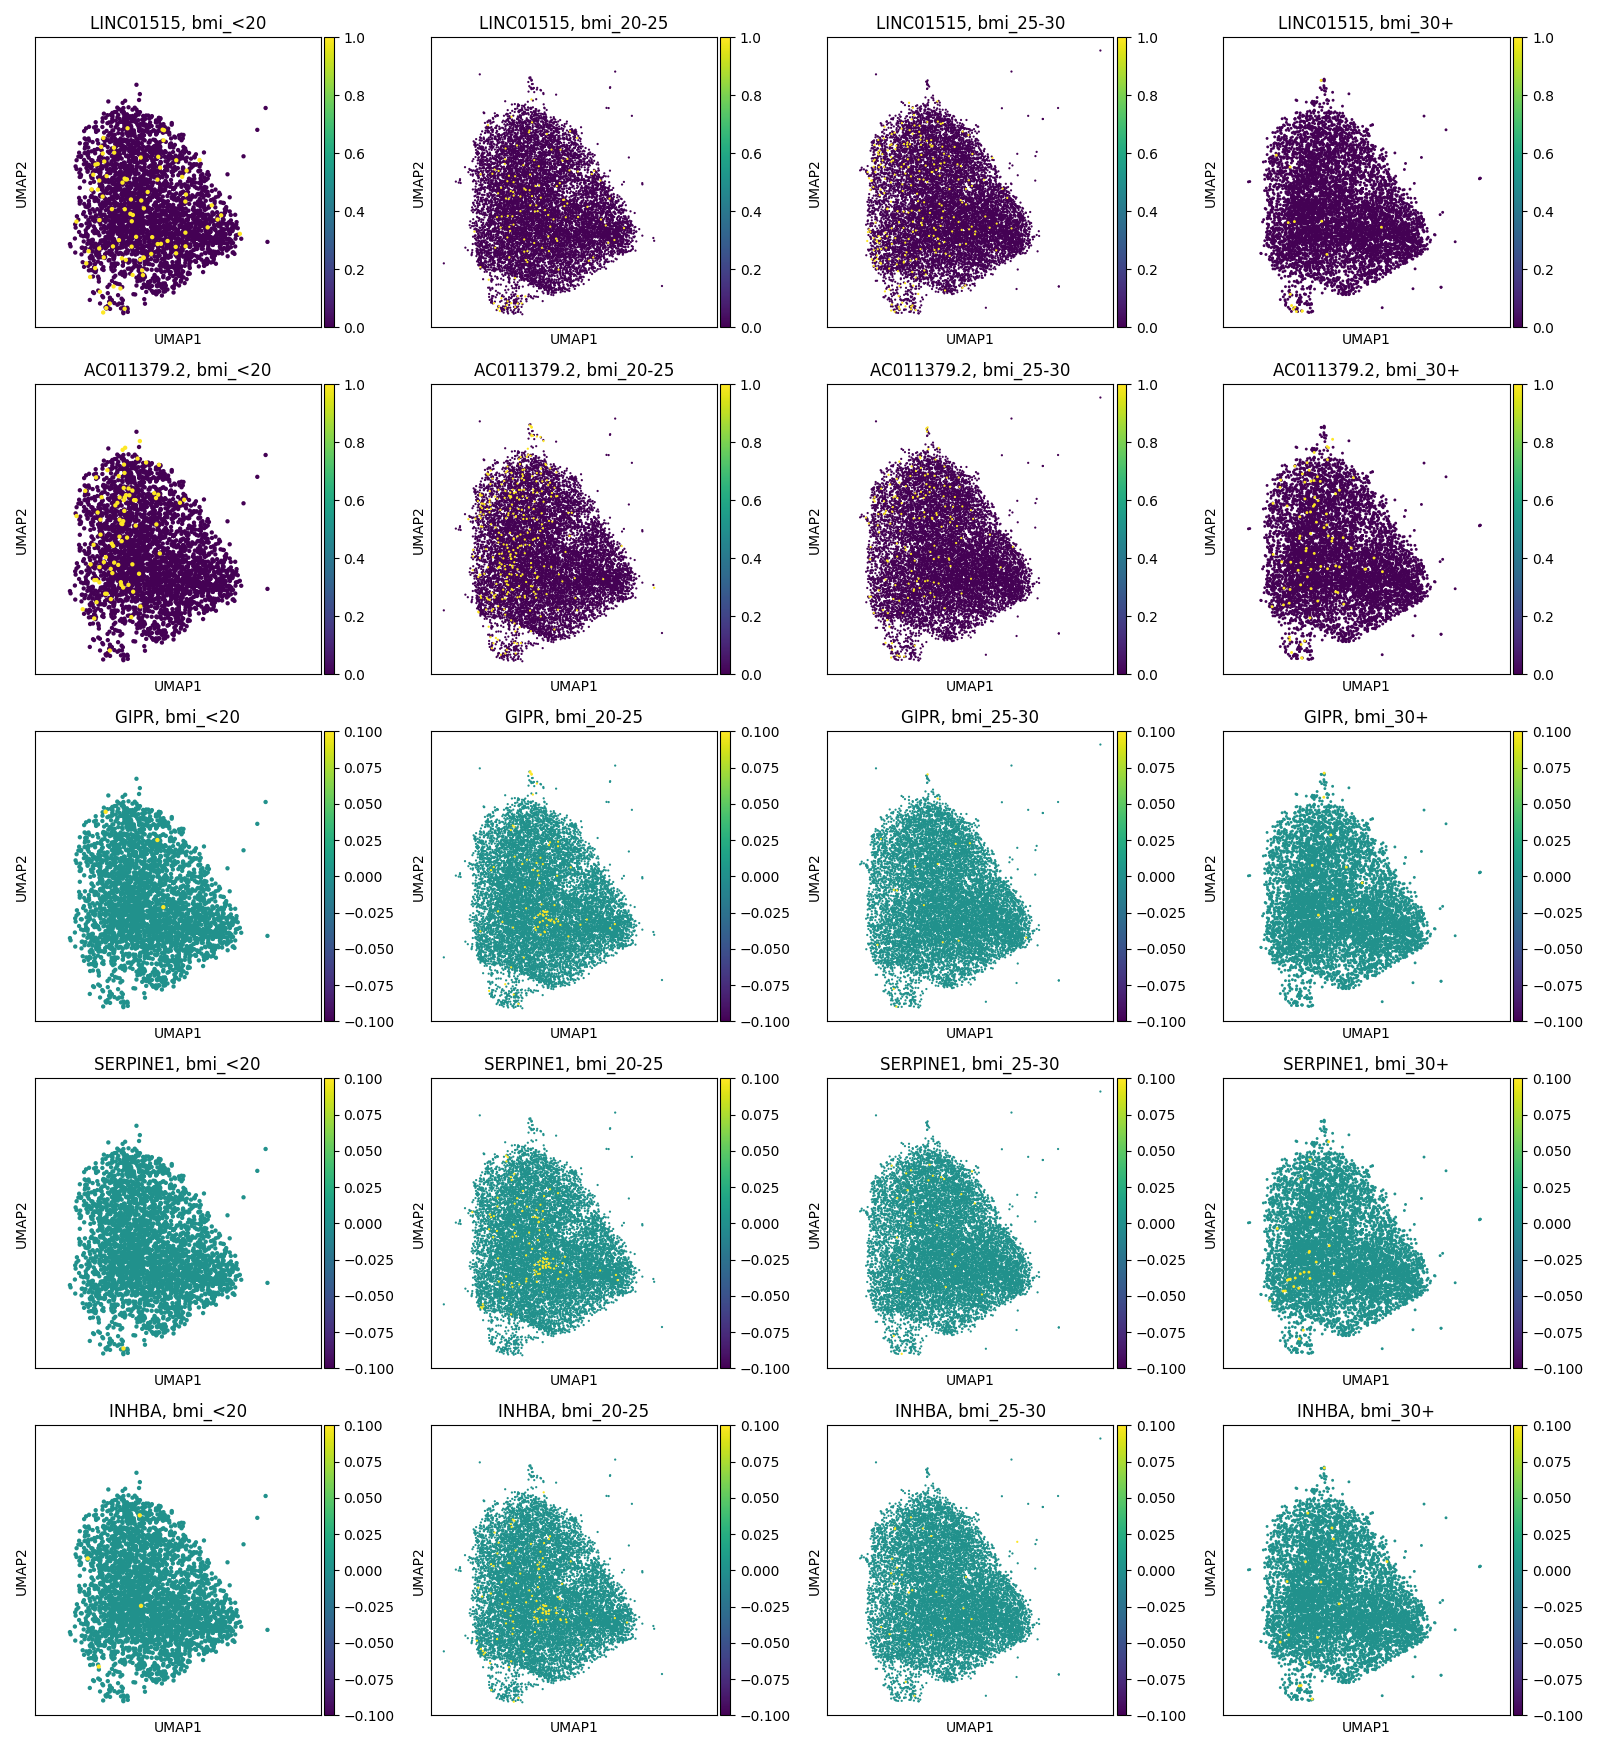 LINC01515, bmi_<20
LINC01515, bmi_20-25
LINC01515, bmi_25-30
LINC01515, bmi_30+
UMAP2
UMAP1
1.0
0.8
0.6
0.4
0.2
0.0
UMAP2
UMAP1
1.0
0.8
0.6
0.4
0.2
0.0
UMAP2
UMAP1
1.0
0.8
0.6
0.4
0.2
0.0
UMAP2
UMAP1
1.0
0.8
0.6
0.4
0.2
0.0
AC011379.2, bmi_<20
AC011379.2, bmi_20-25
AC011379.2, bmi_25-30
AC011379.2, bmi_30+
UMAP2
UMAP1
1.0
0.8
0.6
0.4
0.2
0.0
UMAP2
UMAP1
1.0
0.8
0.6
0.4
0.2
0.0
UMAP2
UMAP1
1.0
0.8
0.6
0.4
0.2
0.0
UMAP2
UMAP1
1.0
0.8
0.6
0.4
0.2
0.0
GIPR, bmi_<20
GIPR, bmi_20-25
GIPR, bmi_25-30
GIPR, bmi_30+
UMAP2
UMAP1
0.100
0.075
0.050
0.025
0.000
−0.025
−0.050
−0.075
−0.100
UMAP2
UMAP1
0.100
0.075
0.050
0.025
0.000
−0.025
−0.050
−0.075
−0.100
UMAP2
UMAP1
0.100
0.075
0.050
0.025
0.000
−0.025
−0.050
−0.075
−0.100
UMAP2
UMAP1
0.100
0.075
0.050
0.025
0.000
−0.025
−0.050
−0.075
−0.100
SERPINE1, bmi_<20
SERPINE1, bmi_20-25
SERPINE1, bmi_25-30
SERPINE1, bmi_30+
UMAP2
UMAP1
0.100
0.075
0.050
0.025
0.000
−0.025
−0.050
−0.075
−0.100
UMAP2
UMAP1
0.100
0.075
0.050
0.025
0.000
−0.025
−0.050
−0.075
−0.100
UMAP2
UMAP1
0.100
0.075
0.050
0.025
0.000
−0.025
−0.050
−0.075
−0.100
UMAP2
UMAP1
0.100
0.075
0.050
0.025
0.000
−0.025
−0.050
−0.075
−0.100
INHBA, bmi_<20
INHBA, bmi_20-25
INHBA, bmi_25-30
INHBA, bmi_30+
UMAP2
UMAP1
0.100
0.075
0.050
0.025
0.000
−0.025
−0.050
−0.075
−0.100
UMAP2
UMAP1
0.100
0.075
0.050
0.025
0.000
−0.025
−0.050
−0.075
−0.100
UMAP2
UMAP1
0.100
0.075
0.050
0.025
0.000
−0.025
−0.050
−0.075
−0.100
UMAP2
UMAP1
0.100
0.075
0.050
0.025
0.000
−0.025
−0.050
−0.075
−0.100